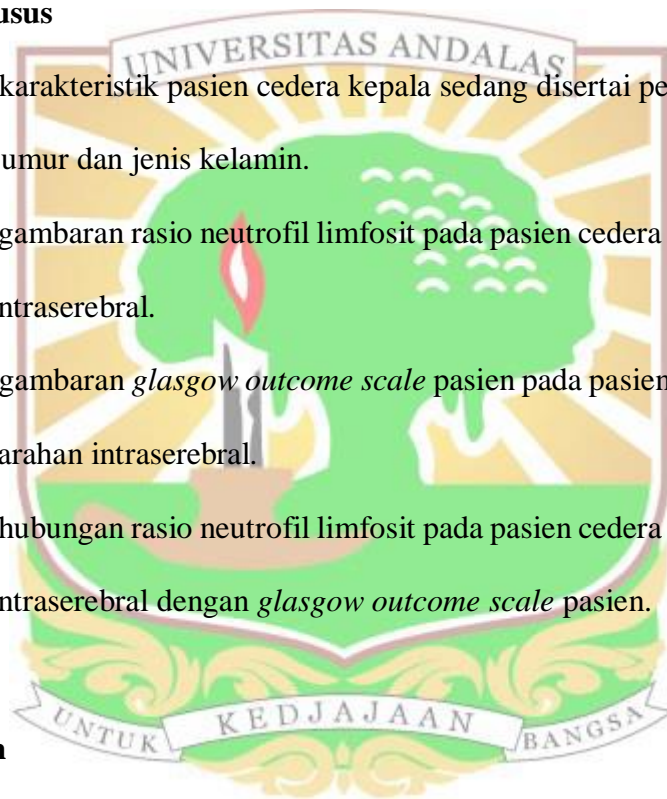 usus
UNIVERSITAS ANDALAS
karakteristik pasien cedera kepala sedang disertai pe
umur dan jenis kelamin.
gambaran rasio neutrofil limfosit pada pasien cedera
ntraserebral.
gambaran glasgow outcome scale pasien pada pasien
arahan intraserebral.
hubungan rasio neutrofil limfosit pada pasien cedera
ntraserebral dengan glasgow outcome scale pasien.
UNTUK KEDJAJAAN BANGSA
n